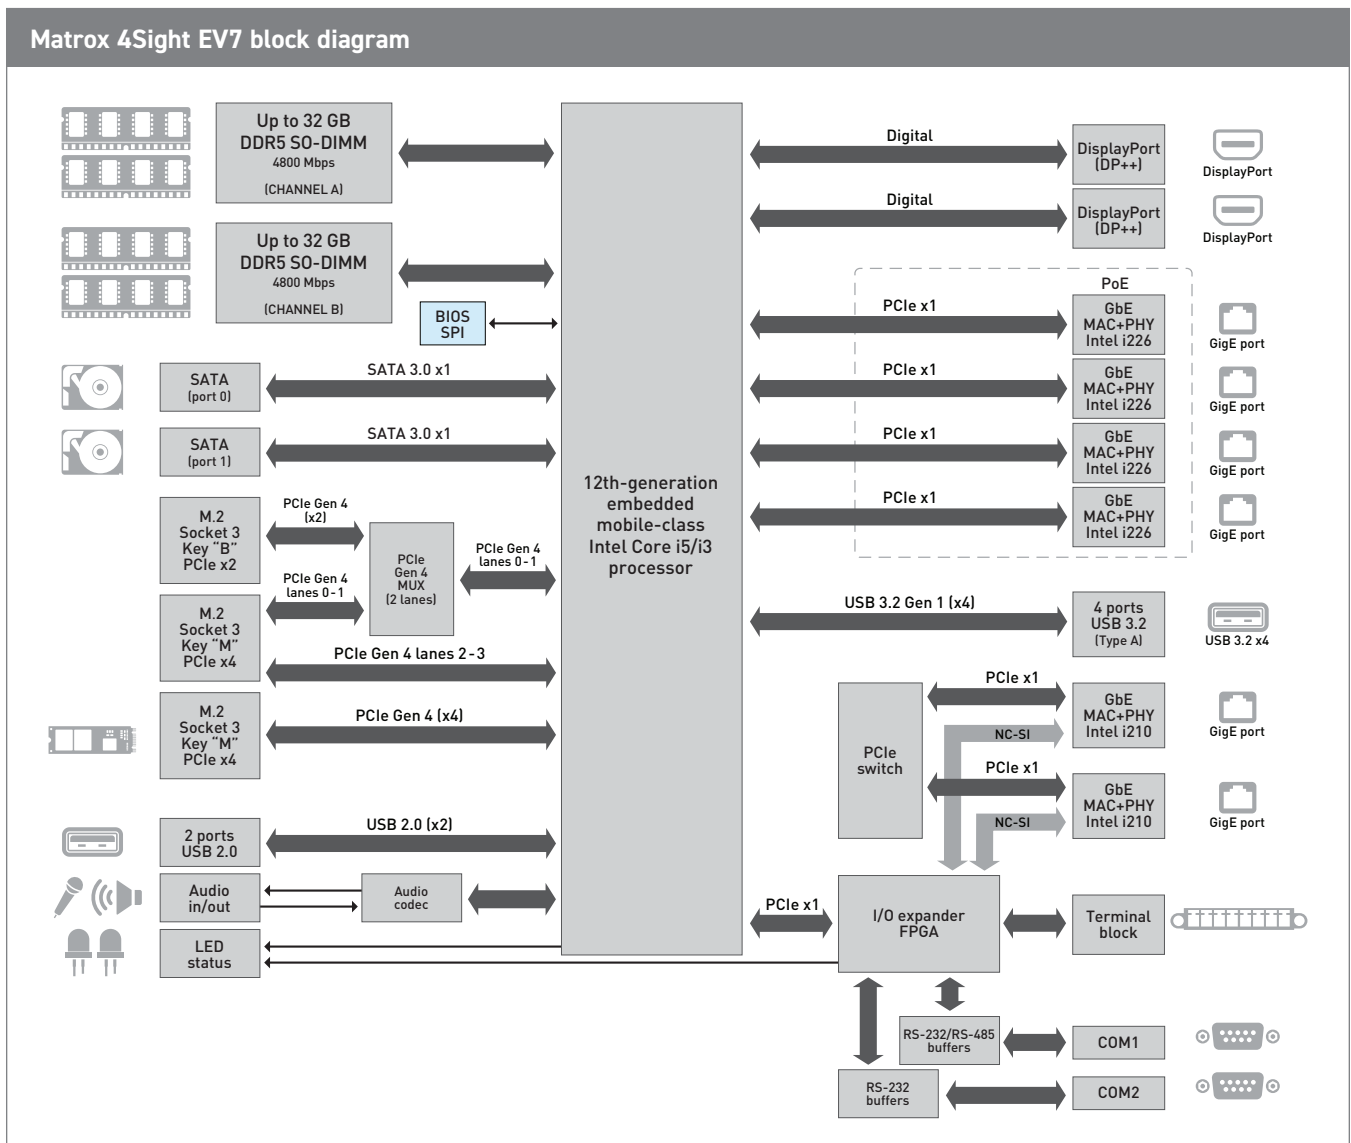 Matrox 4Sight EV7 block diagram
Up to 32 GB
DDR5 SO-DIMM
4800 Mbps
(CHANNEL A)
Up to 32 GB
DDR5 SO-DIMM
4800 Mbps
(CHANNEL B)
BIOS
SPI
SATA
(port 0)
SATA 3.0 x1
SATA
(port 1)
SATA 3.0 x1
M.2
Socket 3
Key “B”
PCIe x2
PCIe Gen 4
(x2)
PCIe Gen 4
lanes 0-1
PCIe
Gen 4
MUX
(2 lanes)
PCIe Gen 4
lanes 0-1
M.2
Socket 3
Key “M”
PCIe x4
PCIe Gen 4 lanes 2-3
M.2
Socket 3
Key “M”
PCIe x4
PCIe Gen 4 (x4)
2 ports
USB 2.0
USB 2.0 (x2)
Audio
in/out
Audio
codec
LED
status
12th-generation
embedded
mobile-class
Intel Core i5/i3
processor
Digital
DisplayPort
(DP++)
DisplayPort
Digital
DisplayPort
(DP++)
DisplayPort
PoE
PCIe x1
GbE
MAC+PHY
Intel i226
GigE port
PCIe x1
GbE
MAC+PHY
Intel i226
GigE port
PCIe x1
GbE
MAC+PHY
Intel i226
GigE port
PCIe x1
GbE
MAC+PHY
Intel i226
GigE port
USB 3.2 Gen 1 (x4)
4 ports
USB 3.2
(Type A)
USB 3.2 x4
PCIe
switch
PCIe x1
NC-SI
GbE
MAC+PHY
Intel i210
GigE port
PCIe x1
NC-SI
GbE
MAC+PHY
Intel i210
GigE port
PCIe x1
I/O expander
FPGA
Terminal
block
RS-232/RS-485
buffers
COM1
RS-232
buffers
COM2